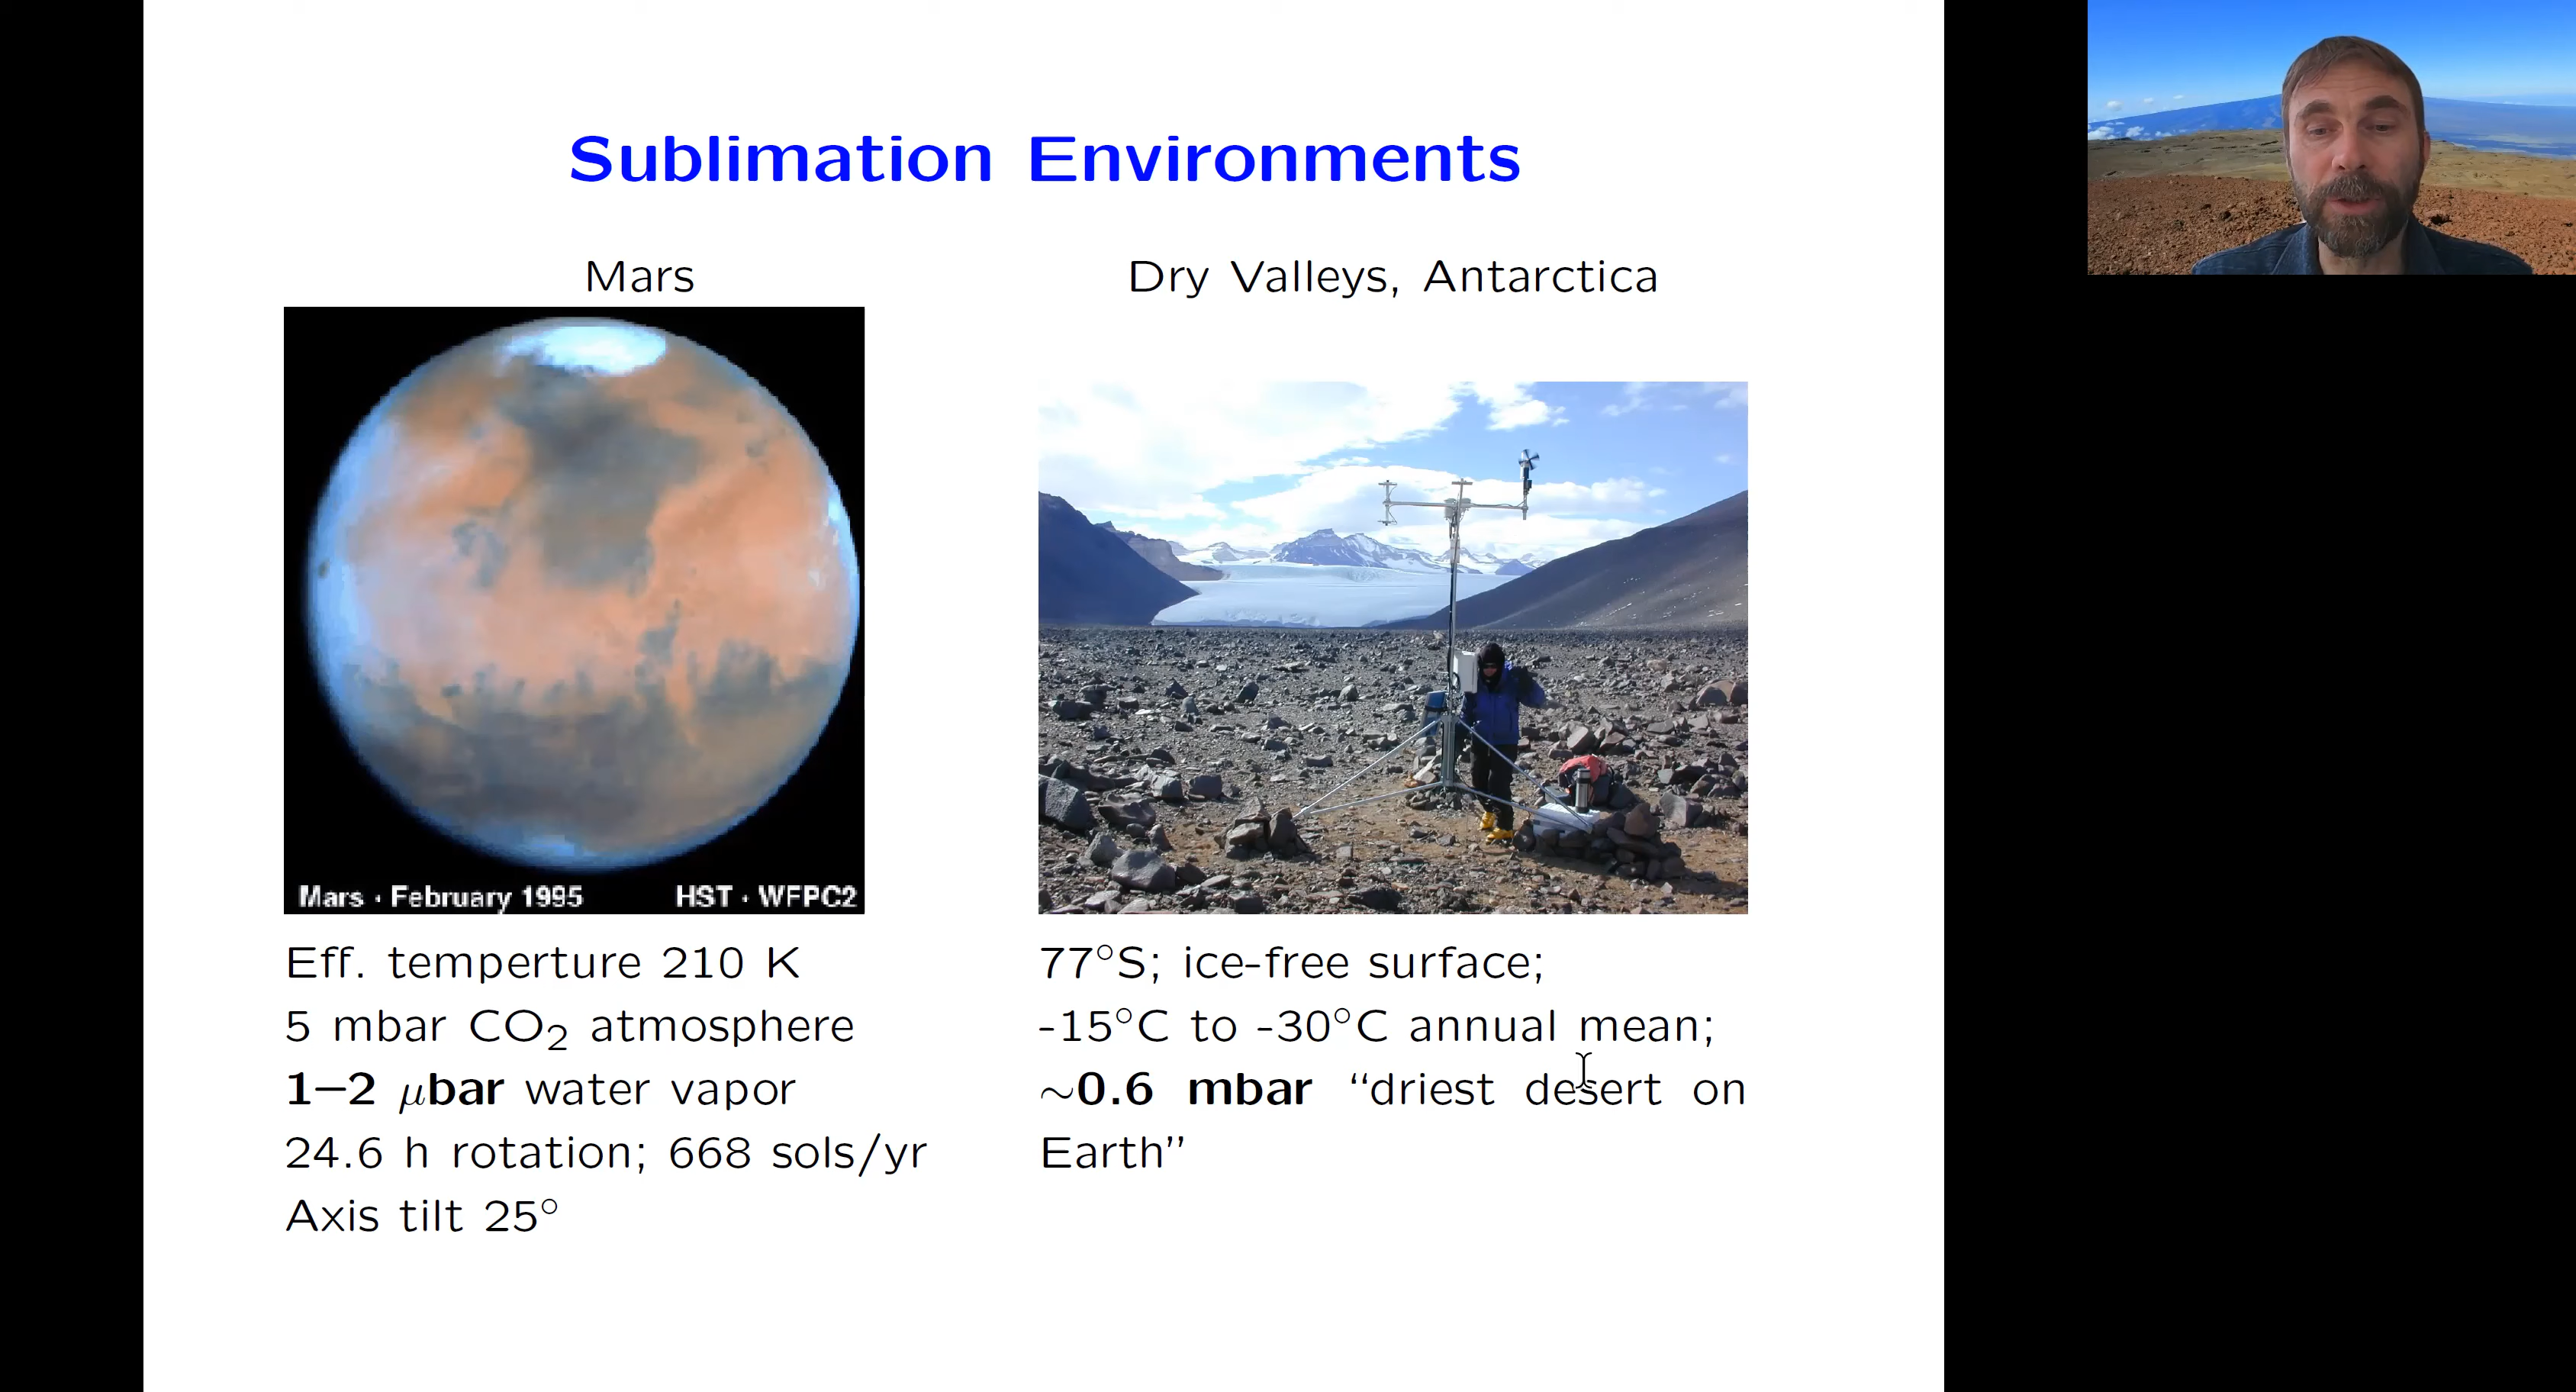 Sublimation Environments
Mars
Dry Valleys, Antarctica
Mars · February 1995 HST · WFPC2
Eff. temperture 210 K
5 mbar CO₂ atmosphere
1–2 μbar water vapor
24.6 h rotation; 668 sols/yr
Axis tilt 25°
77°S; ice-free surface;
-15°C to -30°C annual mean;
~0.6 mbar “driest desert on
Earth”